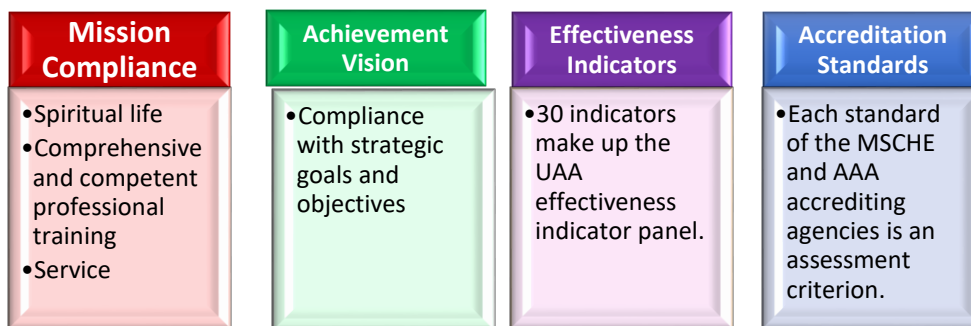 Mission
Compliance
•Spiritual life
•Comprehensive
and competent
professional
training
•Service
Achievement
Vision
•Compliance
with strategic
goals and
objectives
Effectiveness
Indicators
•30 indicators
make up the
UAA
effectiveness
indicator panel.
Accreditation
Standards
•Each standard
of the MSCHE
and AAA
accrediting
agencies is an
assessment
criterion.